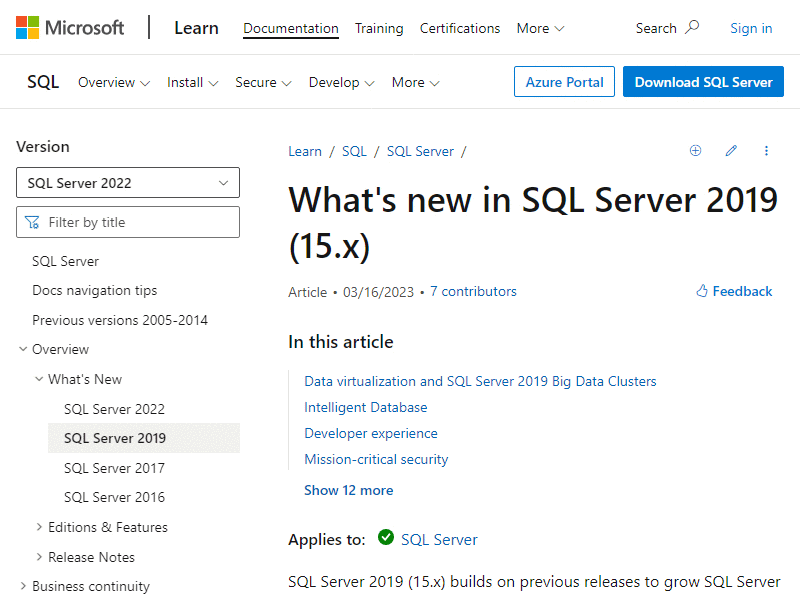 Microsoft Learn Documentation Training Certifications More Search Sign in
SQL Overview Install Secure Develop More Azure Portal Download SQL Server
Version
SQL Server 2022
Filter by title
SQL Server
Docs navigation tips
Previous versions 2005-2014
Overview
What's New
SQL Server 2022
SQL Server 2019
SQL Server 2017
SQL Server 2016
Editions & Features
Release Notes
Business continuity
Learn / SQL / SQL Server /
What's new in SQL Server 2019
(15.x)
Article • 03/16/2023 • 7 contributors
Feedback
In this article
Data virtualization and SQL Server 2019 Big Data Clusters
Intelligent Database
Developer experience
Mission-critical security
Show 12 more
Applies to: SQL Server
SQL Server 2019 (15.x) builds on previous releases to grow SQL Server